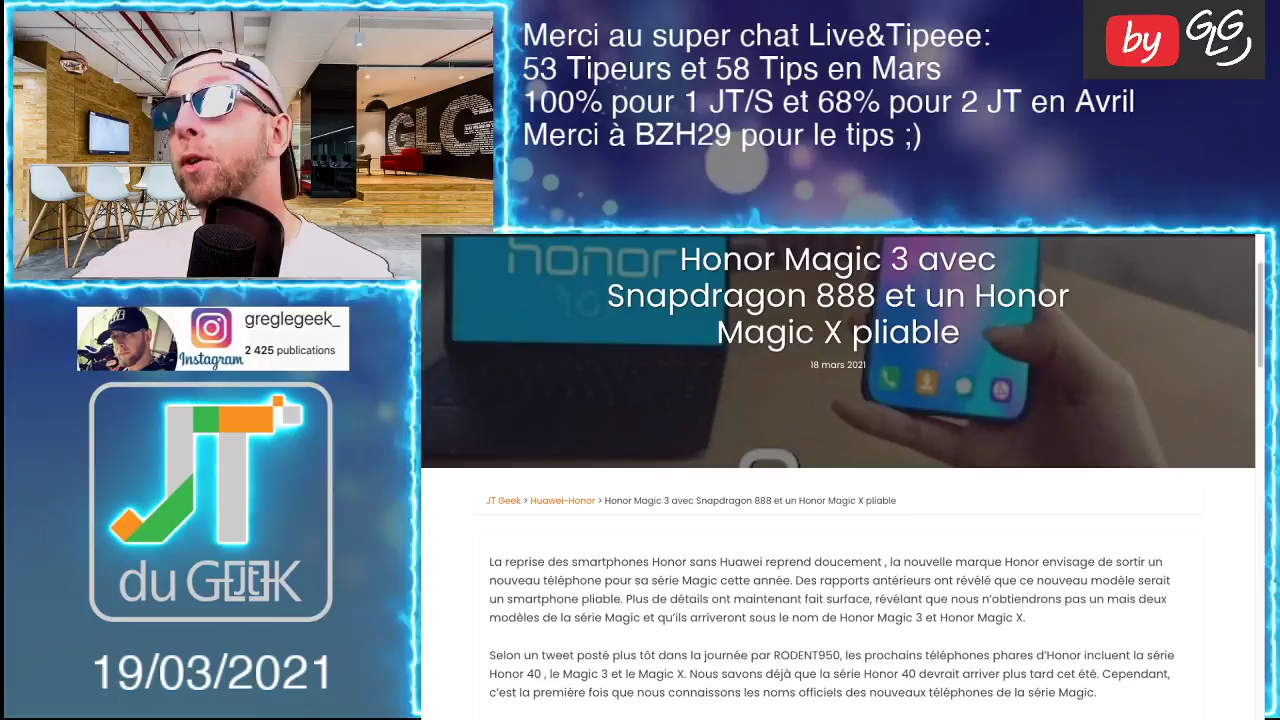 Merci au super chat Live&Tipeee:
53 Tipeurs et 58 Tips en Mars
100% pour 1 JT/S et 68% pour 2 JT en Avril
Merci à BZH29 pour le tips ;)
by GLG
GLG
honor
Honor Magic 3 avec
Snapdragon 888 et un Honor
Magic X pliable
18 mars 2021
greglegeek_
Instagram
2 425 publications
JT
du GEEK
19/03/2021
JT Geek > Huawei-Honor > Honor Magic 3 avec Snapdragon 888 et un Honor Magic X pliable
La reprise des smartphones Honor sans Huawei reprend doucement , la nouvelle marque Honor envisage de sortir un
nouveau téléphone pour sa série Magic cette année. Des rapports antérieurs ont révélé que ce nouveau modèle serait
un smartphone pliable. Plus de détails ont maintenant fait surface, révélant que nous n'obtiendrons pas un mais deux
modèles de la série Magic et qu'ils arriveront sous le nom de Honor Magic 3 et Honor Magic X.
Selon un tweet posté plus tôt dans la journée par RODENT950, les prochains téléphones phares d'Honor incluent la série
Honor 40 , le Magic 3 et le Magic X. Nous savons déjà que la série Honor 40 devrait arriver plus tard cet été. Cependant,
c'est la première fois que nous connaissons les noms officiels des nouveaux téléphones de la série Magic.